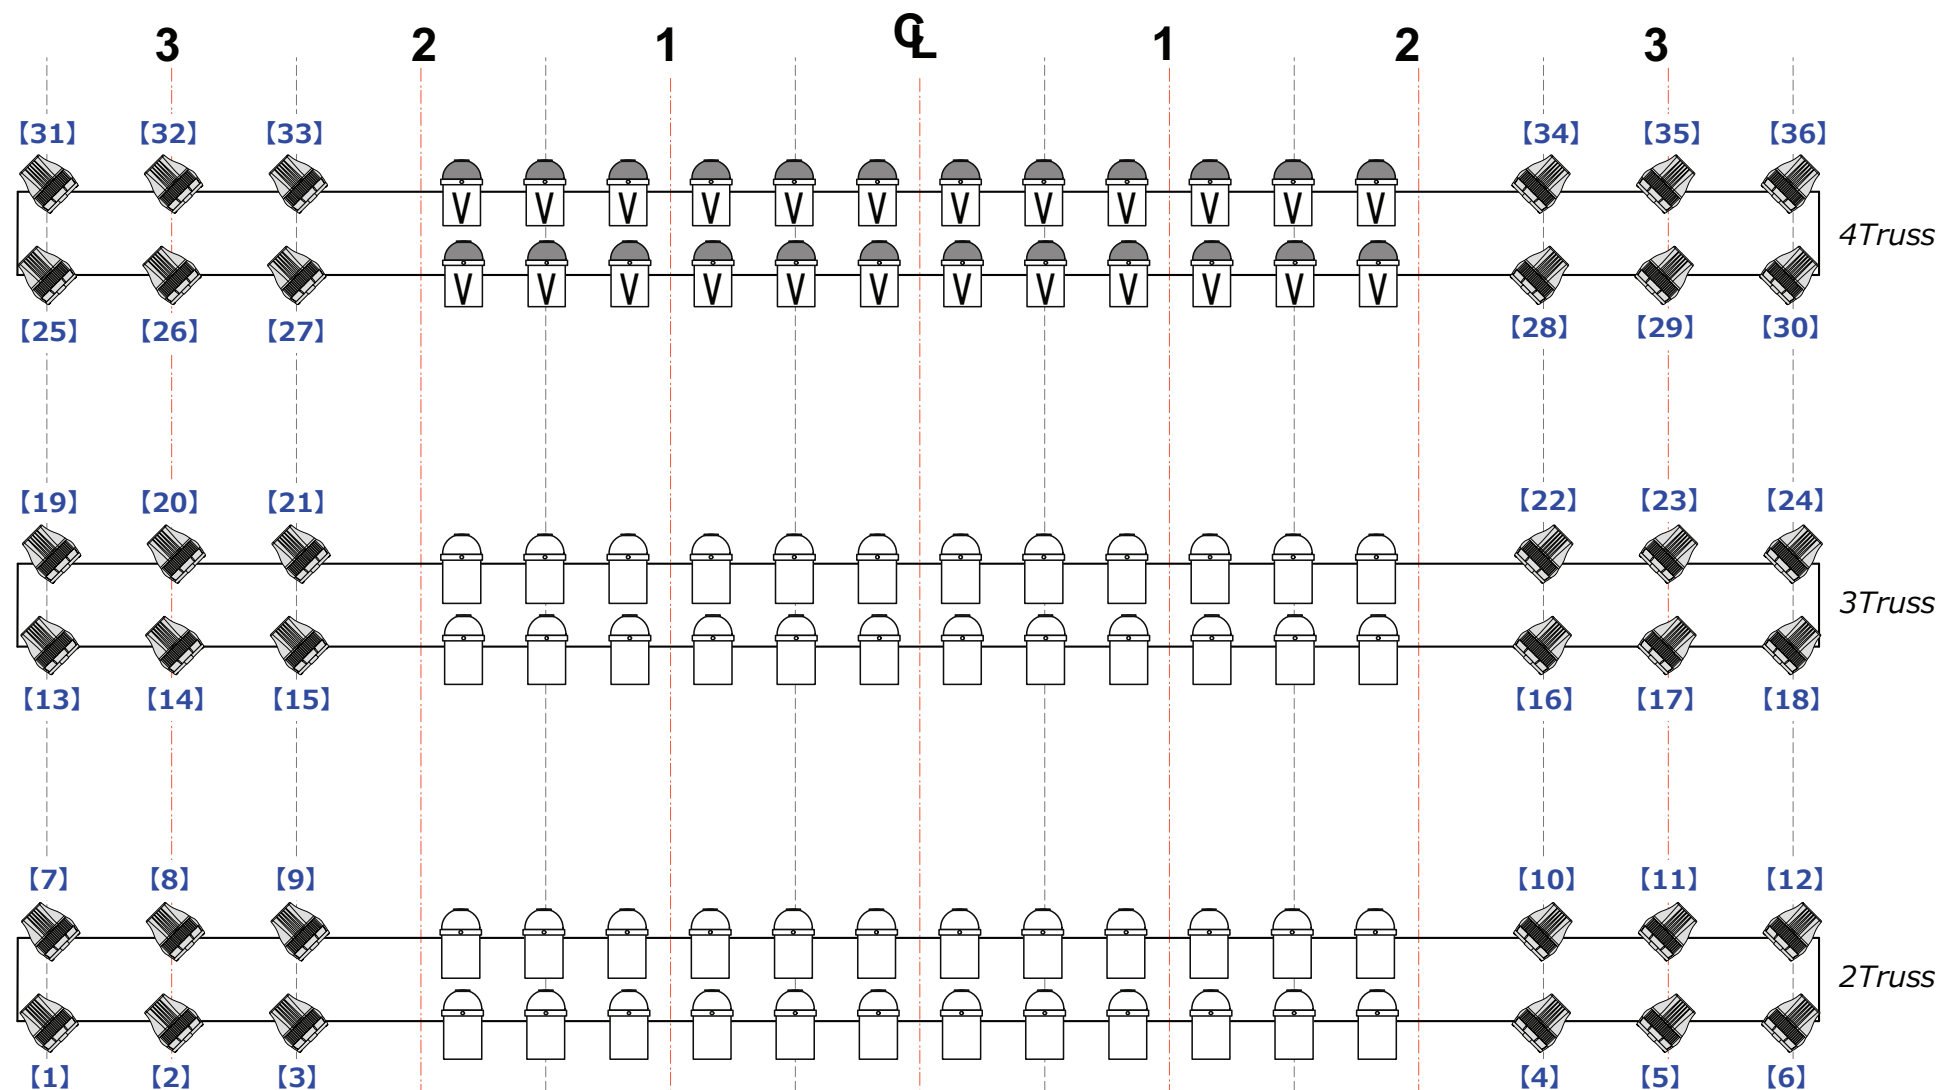 3 2 1 ℄ 1 2 3
【31】 【32】 【33】 【34】 【35】 【36】
V V V V V V V V V V V V
4Truss
V V V V V V V V V V V V
【25】 【26】 【27】 【28】 【29】 【30】
【19】 【20】 【21】 【22】 【23】 【24】
3Truss
【13】 【14】 【15】 【16】 【17】 【18】
【7】 【8】 【9】 【10】 【11】 【12】
2Truss
【1】 【2】 【3】 【4】 【5】 【6】